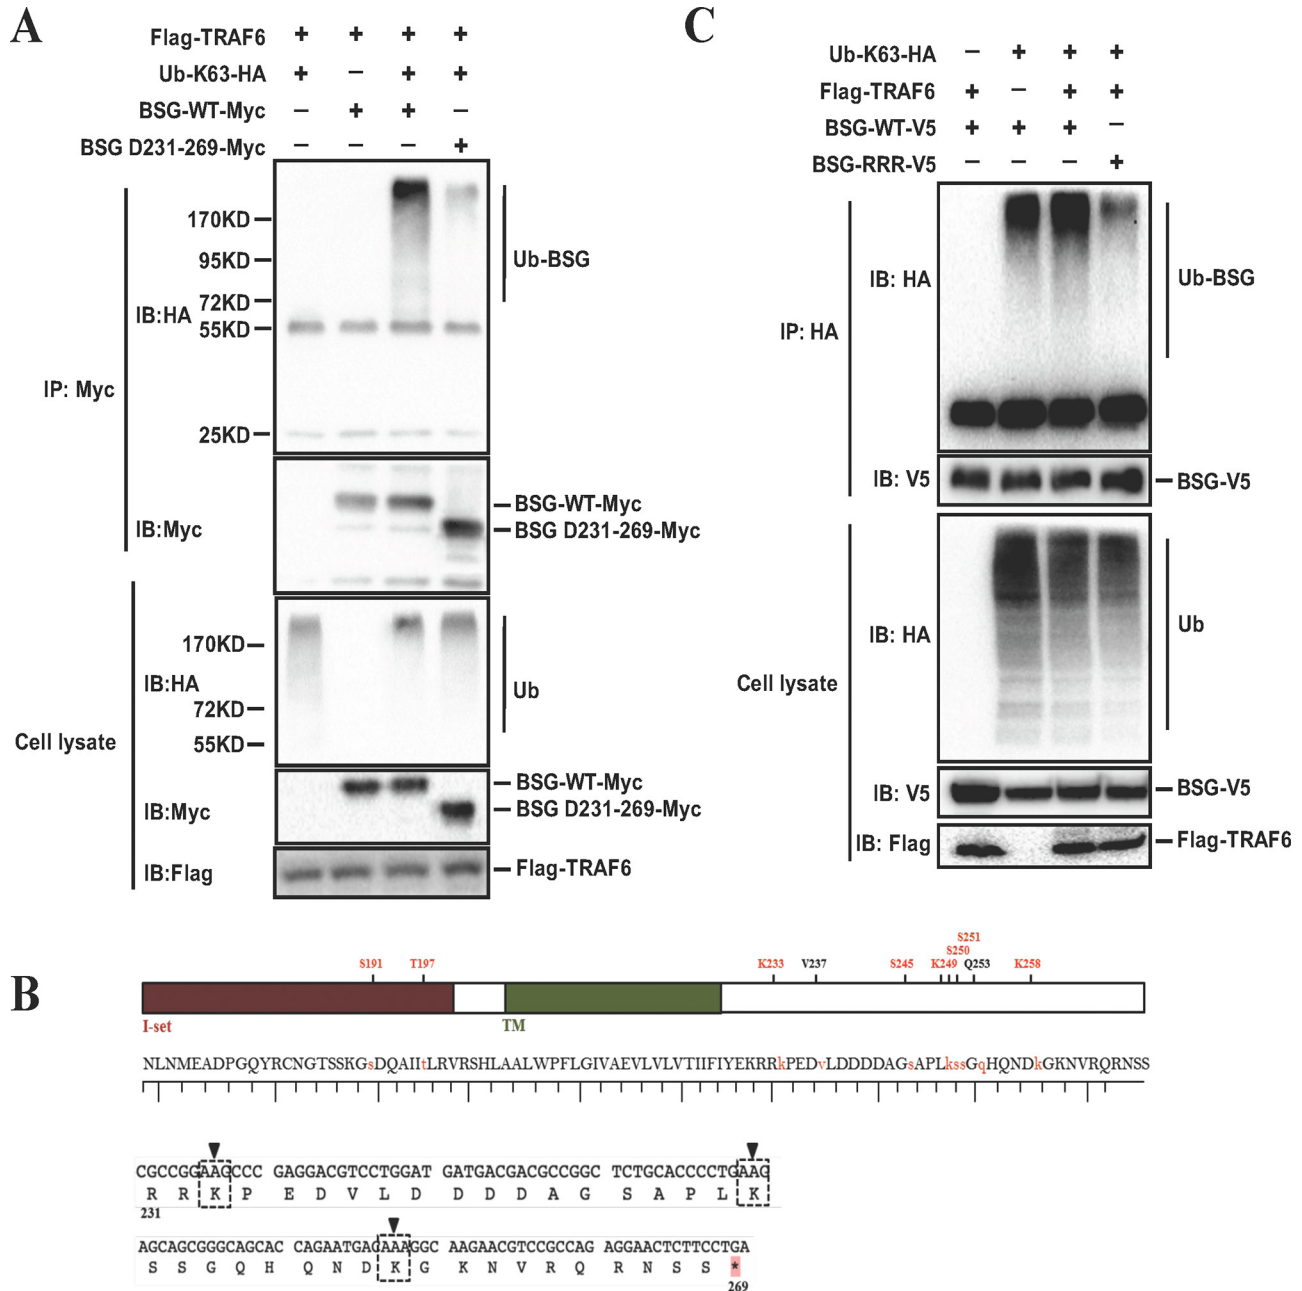 A
Flag-TRAF6 + + + +
Ub-K63-HA + – + +
BSG-WT-Myc – + + –
BSG D231-269-Myc – – – +
170KD
95KD
72KD
55KD
25KD
IB:HA
Ub-BSG
IP: Myc
IB:Myc
BSG-WT-Myc
BSG D231-269-Myc
170KD
72KD
55KD
IB:HA
Ub
Cell lysate
IB:Myc
BSG-WT-Myc
BSG D231-269-Myc
IB:Flag
Flag-TRAF6
C
Ub-K63-HA – + + +
Flag-TRAF6 + – + +
BSG-WT-V5 + + + –
BSG-RRR-V5 – – – +
IB: HA
Ub-BSG
IP: HA
IB: V5
BSG-V5
IB: HA
Ub
Cell lysate
IB: V5
BSG-V5
IB: Flag
Flag-TRAF6
B
S251
S250
S191 T197 K233 V237 S245 K249 Q253 K258
I-set TM
NLNMEADPGQYRCNGTSSKGsDQAIItLRVRSHLAALWPFLGIVAEVLVLVTIIFIYEKRRkPEDvLDDDDAGsAPLkssGqHQNDkGKNVRQRNSS
CGCCGGAAGCCC GAGGACGTCCTGGAT GATGACGACGCCGGC TCTGCACCCCTGAAG
R R K P E D V L D D D D A G S A P L K
231
AGCAGCGGGCAGCAC CAGAATGACAAAGGC AAGAACGTCCGCCAG AGGAACTCTTCCTGA
S S G Q H Q N D K G K N V R Q R N S S *
269